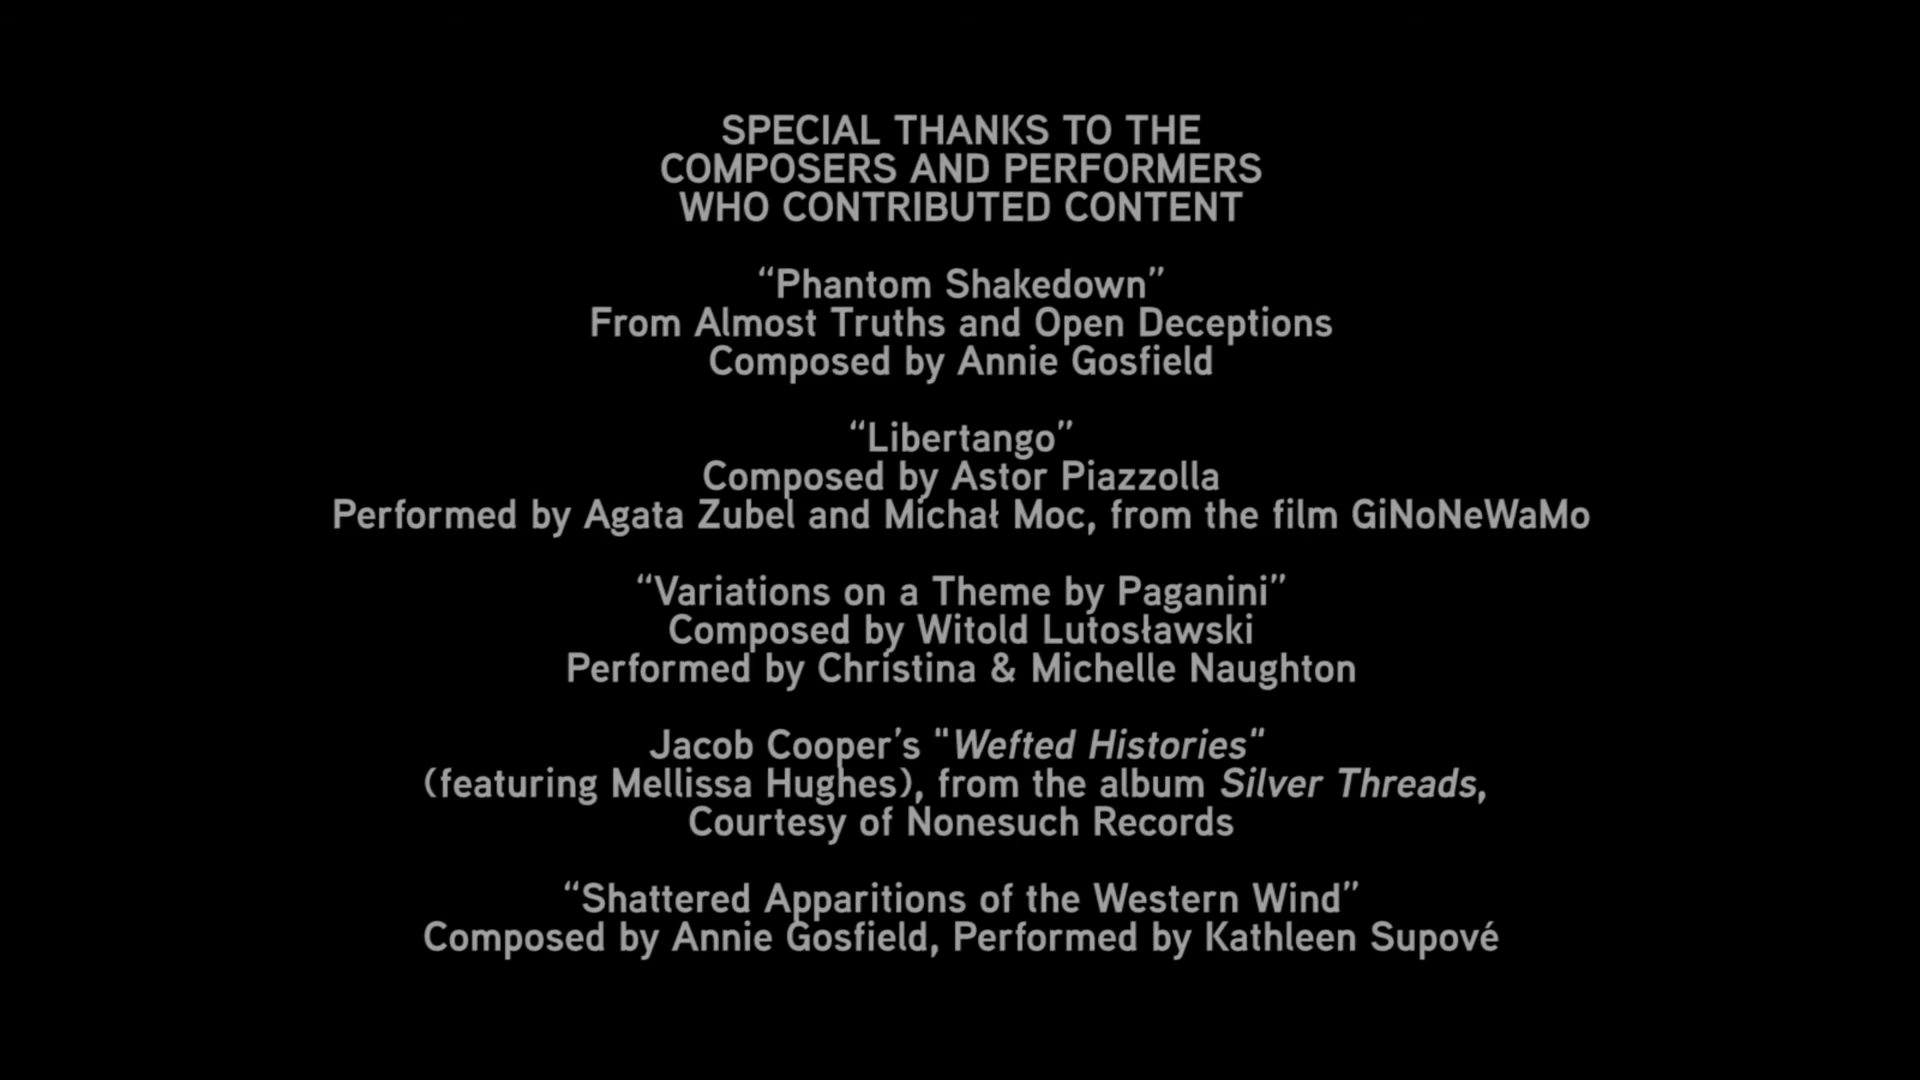 SPECIAL THANKS TO THE
COMPOSERS AND PERFORMERS
WHO CONTRIBUTED CONTENT
“Phantom Shakedown”
From Almost Truths and Open Deceptions
Composed by Annie Gosfield
“Libertango”
Composed by Astor Piazzolla
Performed by Agata Zubel and Michał Moc, from the film GiNoNeWaMo
“Variations on a Theme by Paganini”
Composed by Witold Lutosławski
Performed by Christina & Michelle Naughton
Jacob Cooper’s "Wefted Histories"
(featuring Mellissa Hughes), from the album Silver Threads,
Courtesy of Nonesuch Records
“Shattered Apparitions of the Western Wind”
Composed by Annie Gosfield, Performed by Kathleen Supové